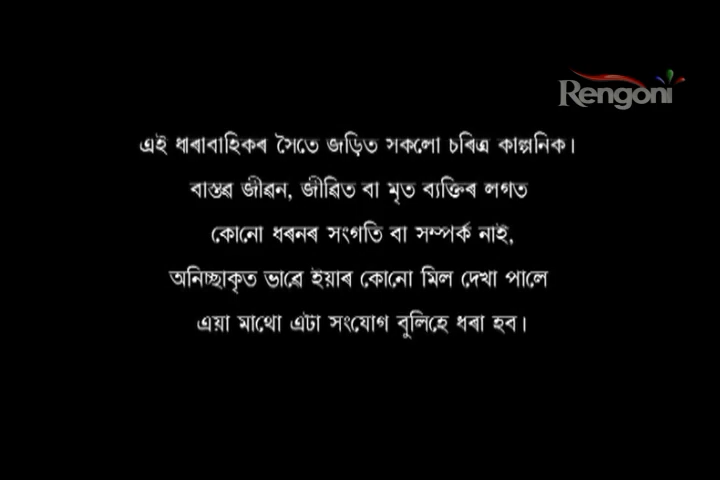 Rengoni
এই ধাৰাবাহিকৰ সৈতে জড়িত সকলো চৰিত্ৰ কাল্পনিক।
বাস্তৱ জীৱন, জীৱিত বা মৃত ব্যক্তিৰ লগত
কোনো ধৰনৰ সংগতি বা সম্পৰ্ক নাই,
অনিচ্ছাকৃত ভাৱে ইয়াৰ কোনো মিল দেখা পালে
এয়া মাথো এটা সংযোগ বুলিহে ধৰা হব।